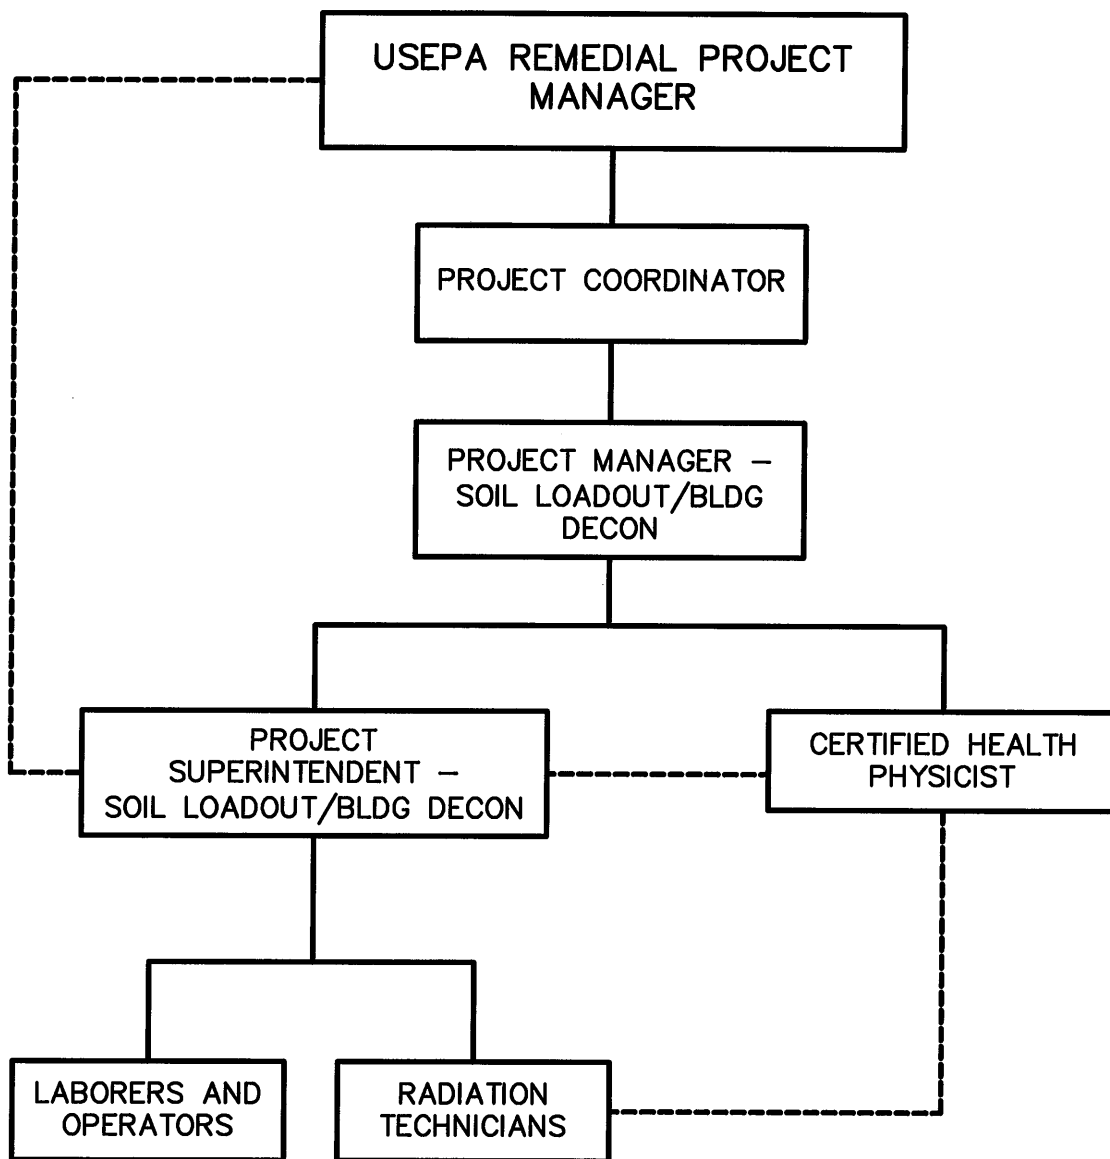 USEPA REMEDIAL PROJECT
MANAGER
PROJECT COORDINATOR
PROJECT MANAGER –
SOIL LOADOUT/BLDG
DECON
PROJECT
SUPERINTENDENT –
SOIL LOADOUT/BLDG DECON
CERTIFIED HEALTH
PHYSICIST
LABORERS AND
OPERATORS
RADIATION
TECHNICIANS